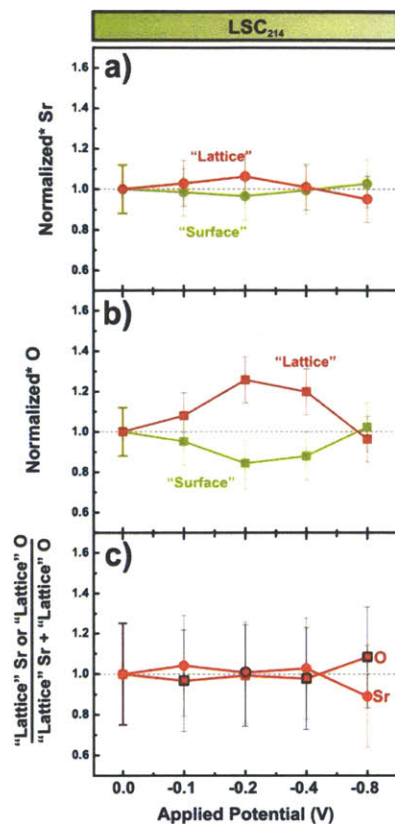 LSC214
a)
Normalized* Sr
1.6
1.4
1.2
1.0
0.8
0.6
"Lattice"
"Surface"
b)
Normalized* O
1.6
1.4
1.2
1.0
0.8
0.6
"Lattice"
"Surface"
c)
"Lattice" Sr or "Lattice" O
"Lattice" Sr + "Lattice" O
1.6
1.4
1.2
1.0
0.8
0.6
O
Sr
0.0 -0.1 -0.2 -0.4 -0.8
Applied Potential (V)